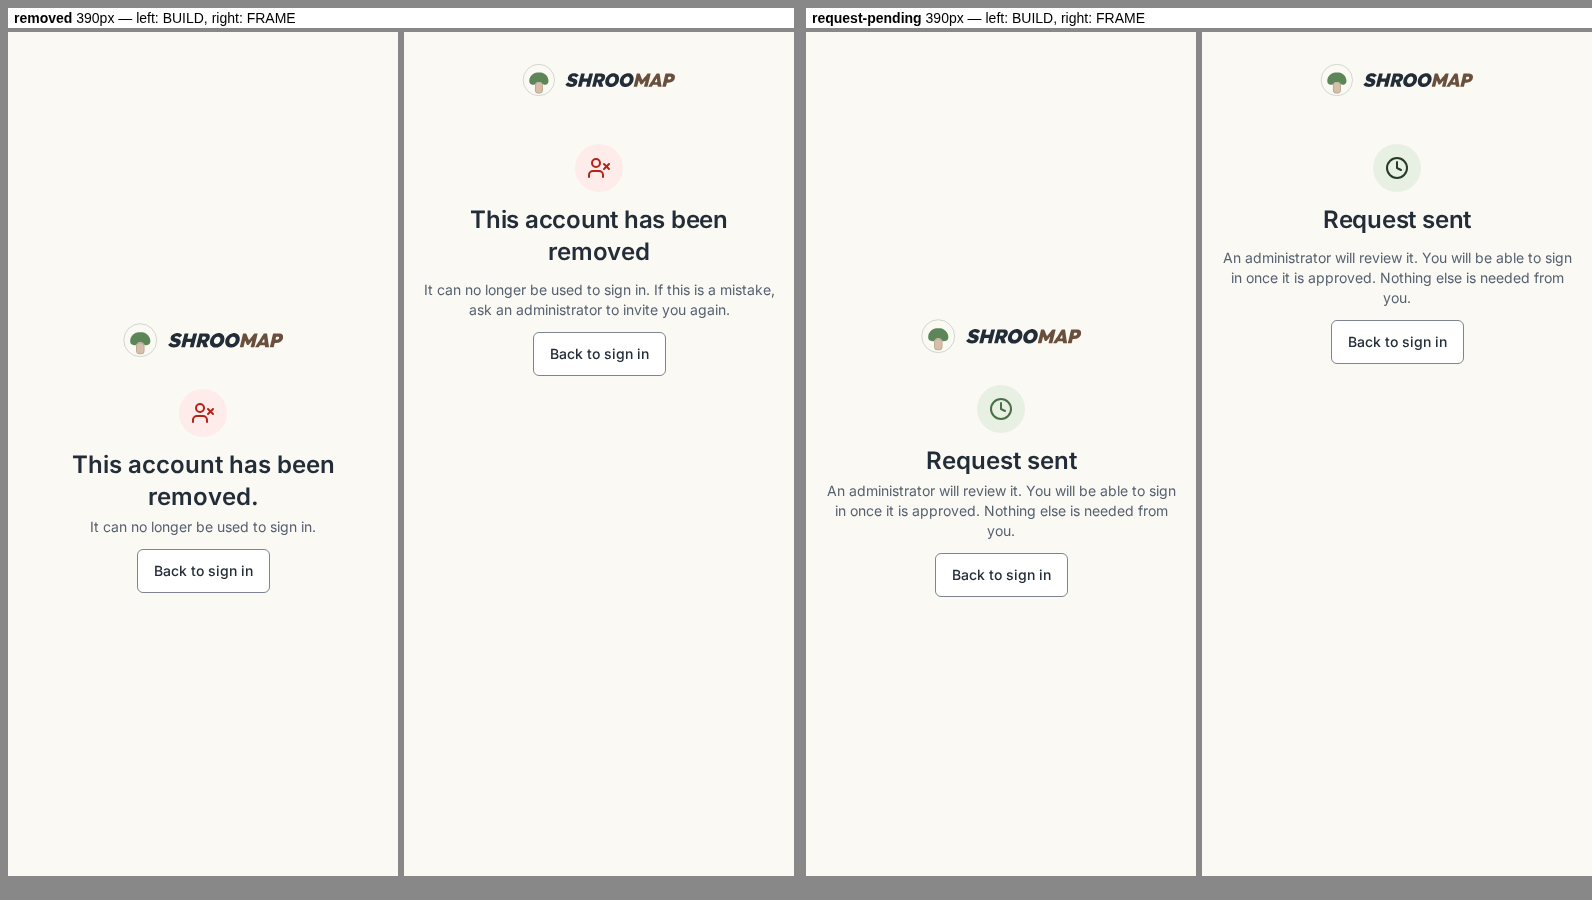 removed 390px — left: BUILD, right: FRAME
SHROOMAP
This account has been
removed.
It can no longer be used to sign in.
Back to sign in
SHROOMAP
This account has been
removed
It can no longer be used to sign in. If this is a mistake,
ask an administrator to invite you again.
Back to sign in
request-pending 390px — left: BUILD, right: FRAME
SHROOMAP
Request sent
An administrator will review it. You will be able to sign
in once it is approved. Nothing else is needed from
you.
Back to sign in
SHROOMAP
Request sent
An administrator will review it. You will be able to sign
in once it is approved. Nothing else is needed from
you.
Back to sign in